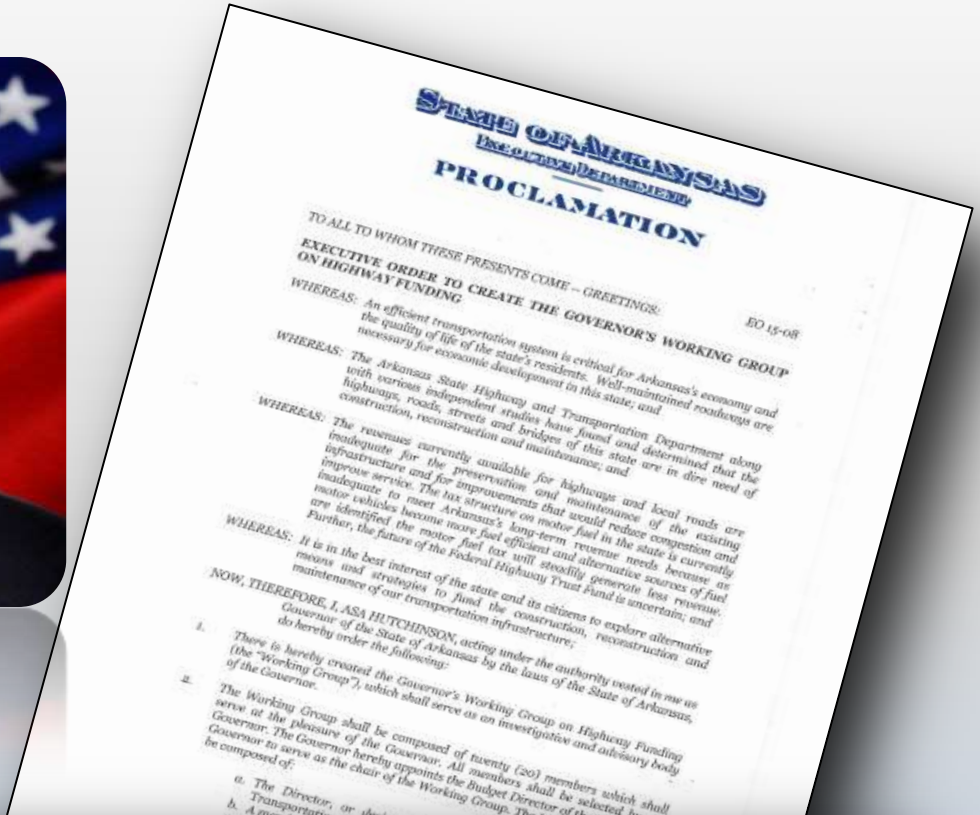 STATE OF ARKANSAS
EXECUTIVE DEPARTMENT
PROCLAMATION
TO ALL TO WHOM THESE PRESENTS COME – GREETINGS:
EO 15-08
EXECUTIVE ORDER TO CREATE THE GOVERNOR'S WORKING GROUP
ON HIGHWAY FUNDING
WHEREAS: An efficient transportation system is critical for Arkansas's economy and
the quality of life of the state's residents. Well-maintained roadways are
necessary for economic development in this state; and
WHEREAS: The Arkansas State Highway and Transportation Department along
with various independent studies have found and determined that the
highways, roads, streets and bridges of this state are in dire need of
construction, reconstruction and maintenance; and
WHEREAS: The revenues currently available for highways and local roads are
inadequate for the preservation and maintenance of the existing
infrastructure and for improvements that would reduce congestion and
improve service. The tax structure on motor fuel in the state is currently
inadequate to meet Arkansas's long-term revenue needs because as
motor vehicles become more fuel efficient and alternative sources of fuel
are identified the motor fuel tax will steadily generate less revenue.
Further, the future of the Federal Highway Trust Fund is uncertain; and
WHEREAS: It is in the best interest of the state and its citizens to explore alternative
means and strategies to fund the construction, reconstruction and
maintenance of our transportation infrastructure;
NOW, THEREFORE, I, ASA HUTCHINSON, acting under the authority vested in me as
Governor of the State of Arkansas by the laws of the State of Arkansas,
do hereby order the following:
1. There is hereby created the Governor's Working Group on Highway Funding
(the "Working Group"), which shall serve as an investigative and advisory body
of the Governor.
2. The Working Group shall be composed of twenty (20) members which shall
serve at the pleasure of the Governor. All members shall be selected by
Governor. The Governor hereby appoints the Budget Director of the
Governor to serve as the chair of the Working Group. The
be composed of:
a. The Director, or
Transportation
b. A